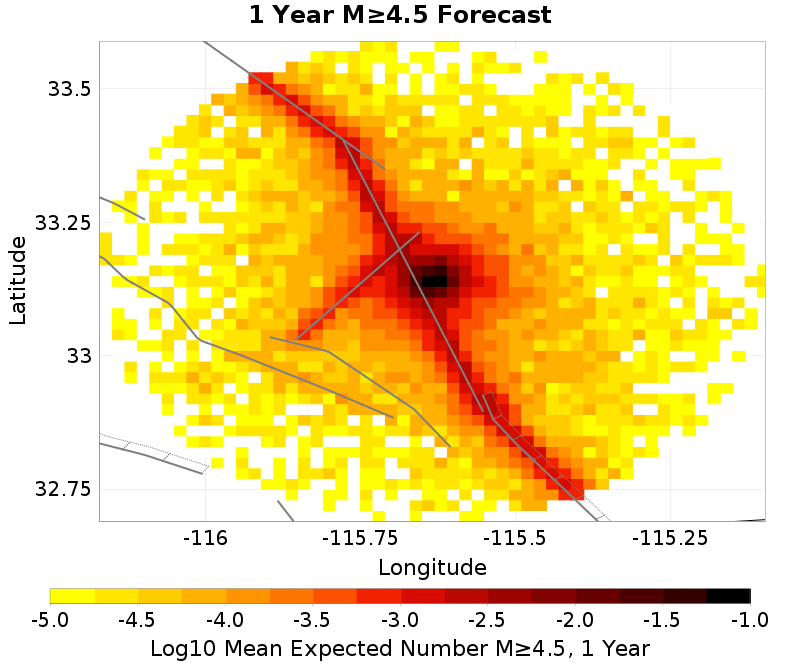 1 Year M≥4.5 Forecast
33.5
33.25
33
32.75
Latitude
-116 -115.75 -115.5 -115.25
Longitude
-5.0 -4.5 -4.0 -3.5 -3.0 -2.5 -2.0 -1.5 -1.0
Log10 Mean Expected Number M≥4.5, 1 Year